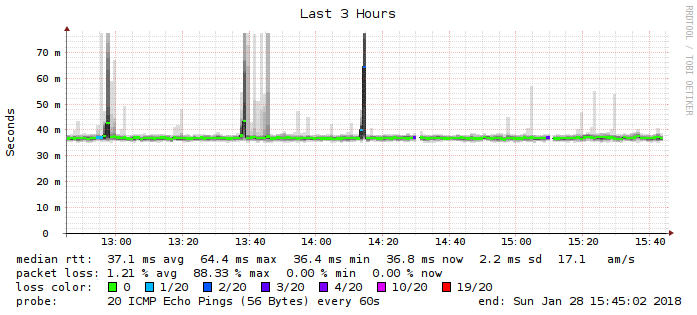 Last 3 Hours
RRDTOOL / TOBI OETIKER
Seconds
70 m
60 m
50 m
40 m
30 m
20 m
10 m
0
13:00 13:20 13:40 14:00 14:20 14:40 15:00 15:20 15:40
median rtt: 37.1 ms avg 64.4 ms max 36.4 ms min 36.8 ms now 2.2 ms sd 17.1 am/s
packet loss: 1.21 % avg 88.33 % max 0.00 % min 0.00 % now
loss color: 0 1/20 2/20 3/20 4/20 10/20 19/20
probe: 20 ICMP Echo Pings (56 Bytes) every 60s end: Sun Jan 28 15:45:02 2018